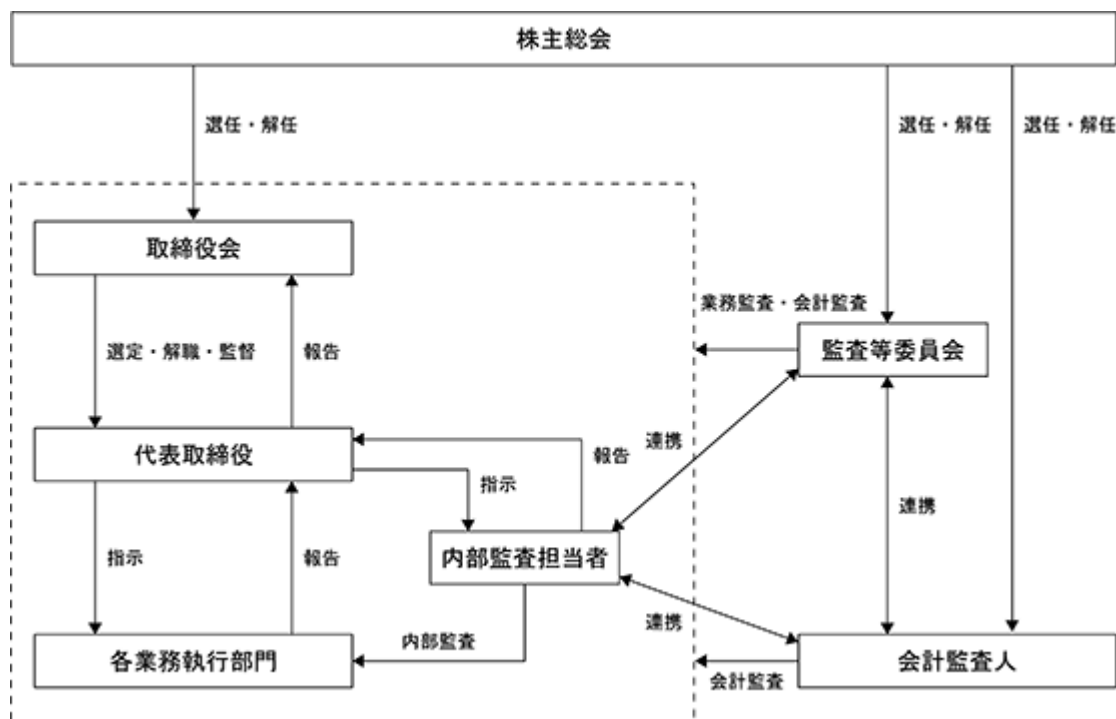 株主総会
選任・解任
選任・解任
選任・解任
取締役会
業務監査・会計監査
監査等委員会
選定・解職・監督
報告
代表取締役
報告
連携
指示
連携
内部監査担当者
指示
報告
連携
内部監査
各業務執行部門
会計監査人
会計監査